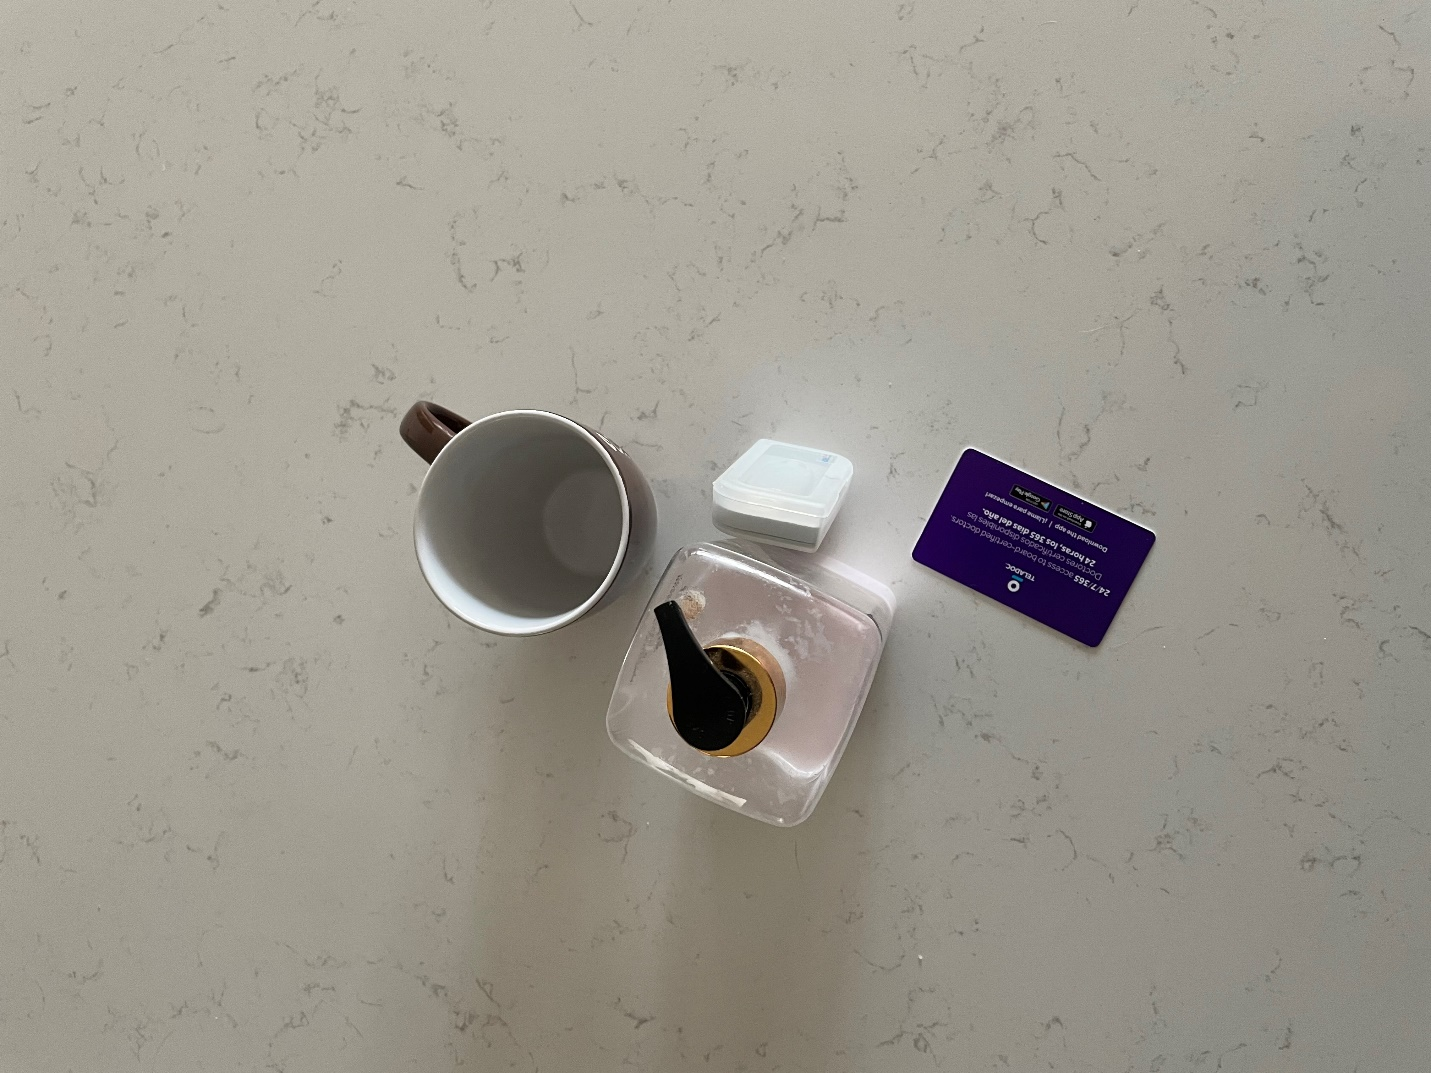 TELADOC.
24/7/365 access to board-certified doctors.
Doctores certificados disponibles las
24 horas, los 365 días del año.
Download the app | ¡Llame para empezar!
App Store
Google Play